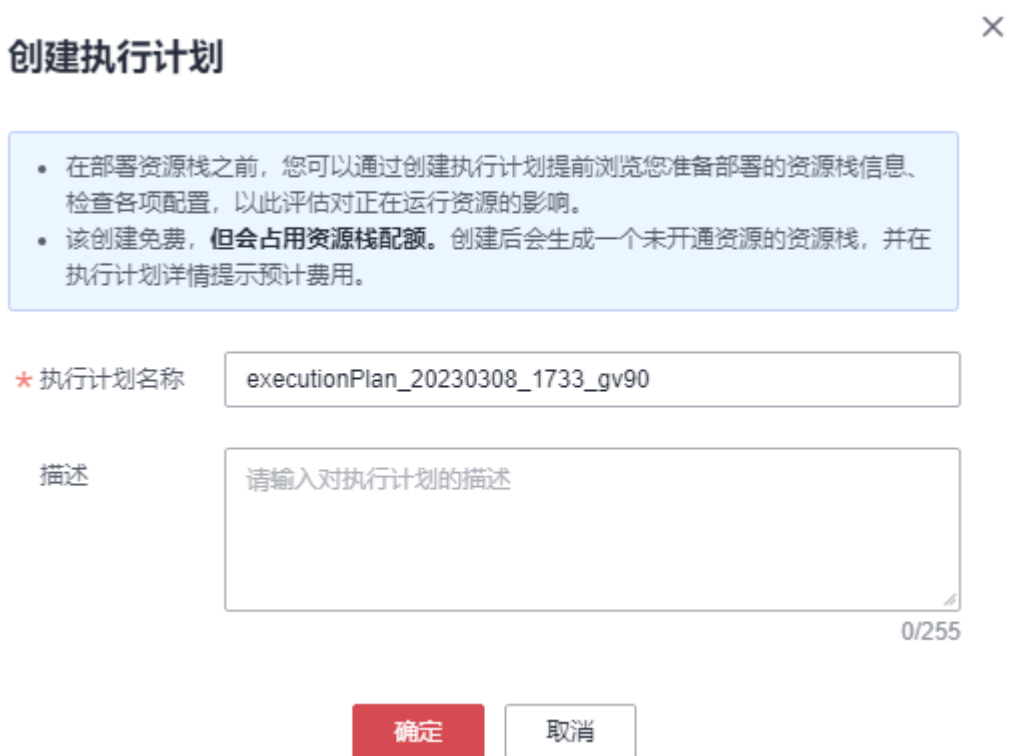 创建执行计划
在部署资源栈之前，您可以通过创建执行计划提前浏览您准备部署的资源栈信息、
检查各项配置，以此评估对正在运行资源的影响。
该创建免费，但会占用资源栈配额。创建后会生成一个未开通资源的资源栈，并在
执行计划详情提示预计费用。
* 执行计划名称 executionPlan_20230308_1733_gv90
描述 请输入对执行计划的描述
0/255
确定 取消